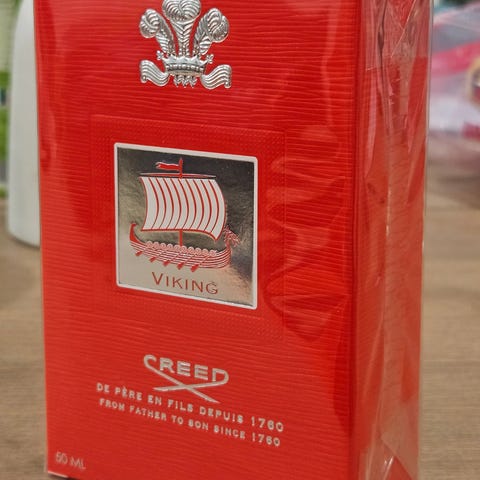 VIKING
CREED
DE PÈRE EN FILS DEPUIS 1760
FROM FATHER TO SON SINCE 1760
50 ML